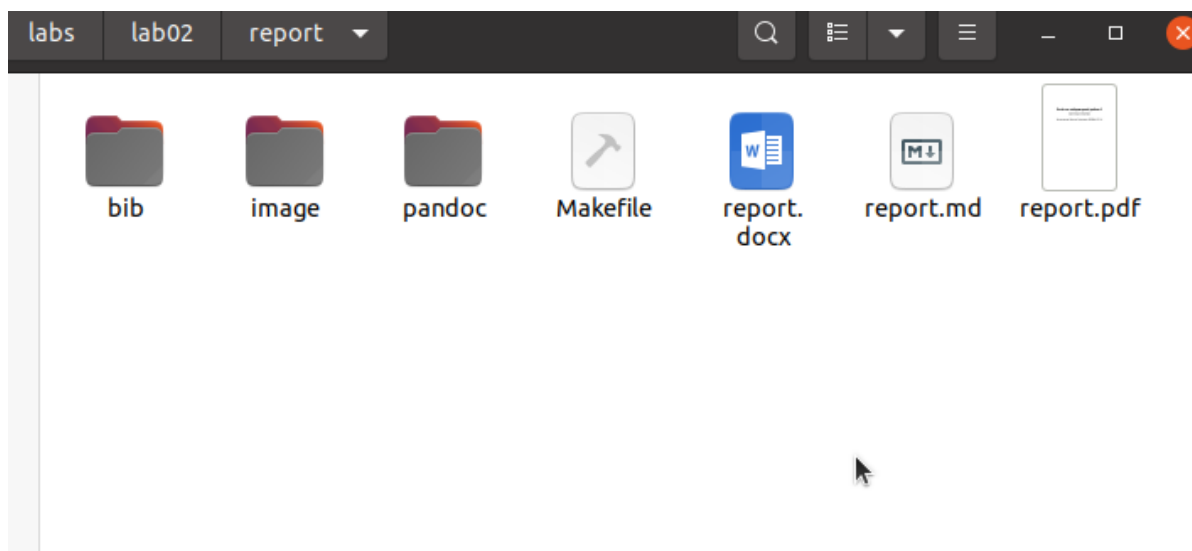 labs lab02 report
bib image pandoc Makefile report. report.md report.pdf
docx
W
M